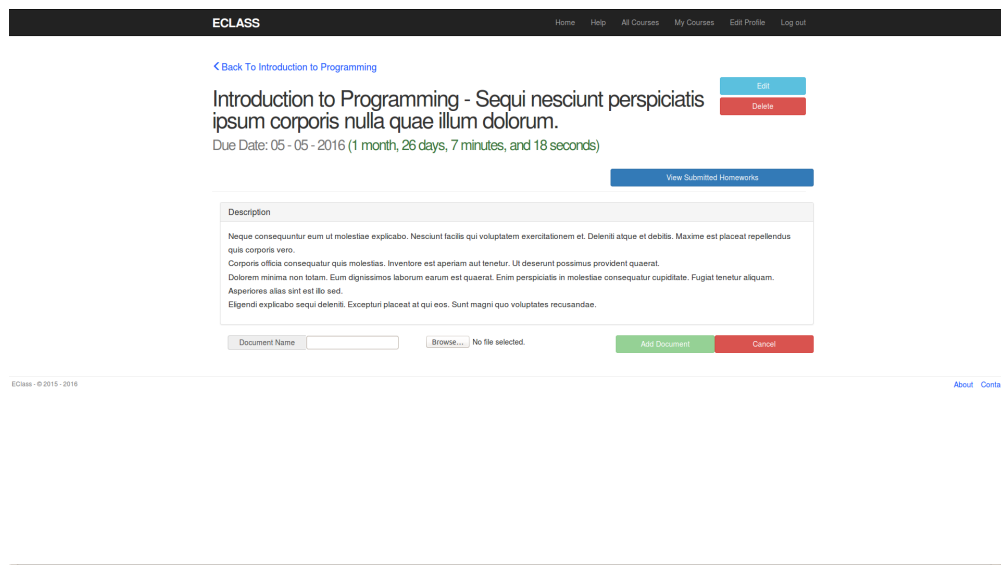 ECLASS Home Help All Courses My Courses Edit Profile Log out
Back To Introduction to Programming
Edit
Introduction to Programming - Sequi nesciunt perspiciatis
Delete
ipsum corporis nulla quae illum dolorum.
Due Date: 05 - 05 - 2016 (1 month, 26 days, 7 minutes, and 18 seconds)
View Submitted Homeworks
Description
Neque consequuntur eum ut molestiae explicabo. Nesciunt facilis qui voluptatem exercitationem et. Deleniti atque et debitis. Maxime est placeat repellendus
quis corporis vero.
Corporis officia consequatur quis molestias. Inventore est aperiam aut tenetur. Ut deserunt possimus provident quaerat.
Dolorem minima non totam. Eum dignissimos laborum earum est quaerat. Enim perspiciatis in molestiae consequatur cupiditate. Fugiat tenetur aliquam.
Asperiores alias sint est illo sed.
Eligendi explicabo sequi deleniti. Excepturi placeat at qui eos. Sunt magni quo voluptates recusandae.
Document Name Browse... No file selected. Add Document Cancel
EClass - © 2015 - 2016 About Conta